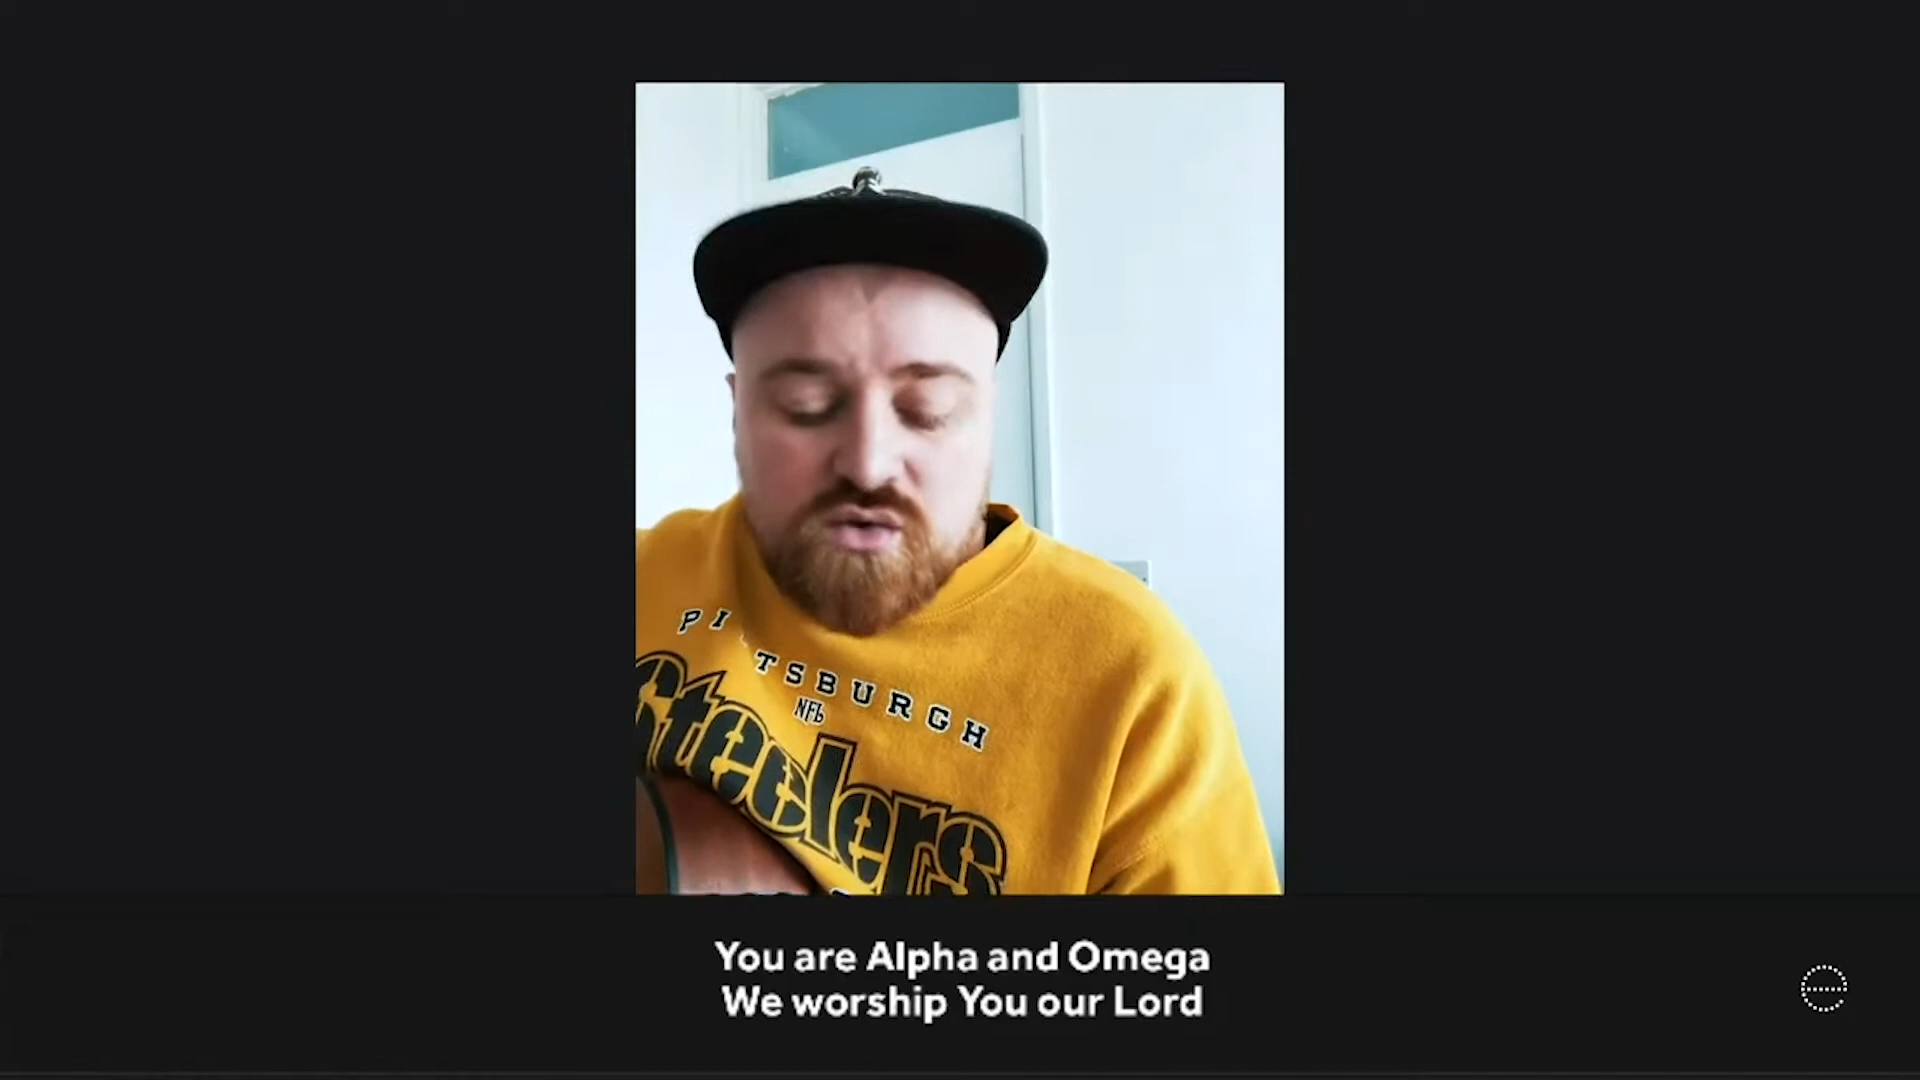 PITTSBURGH
NFL
Steelers
You are Alpha and Omega
We worship You our Lord